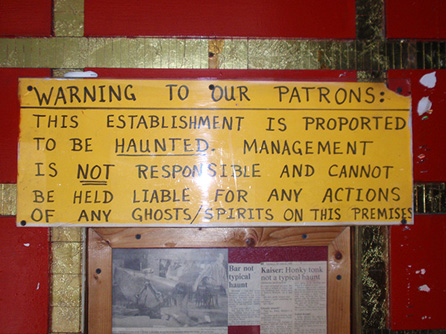 WARNING TO OUR PATRONS:
THIS ESTABLISHMENT IS PROPORTED
TO BE HAUNTED. MANAGEMENT
IS NOT RESPONSIBLE AND CANNOT
BE HELD LIABLE FOR ANY ACTIONS
OF ANY GHOSTS/SPIRITS ON THIS PREMISES
Bar not
typical
haunt
Kaiser: Honky tonk
not a typical haunt